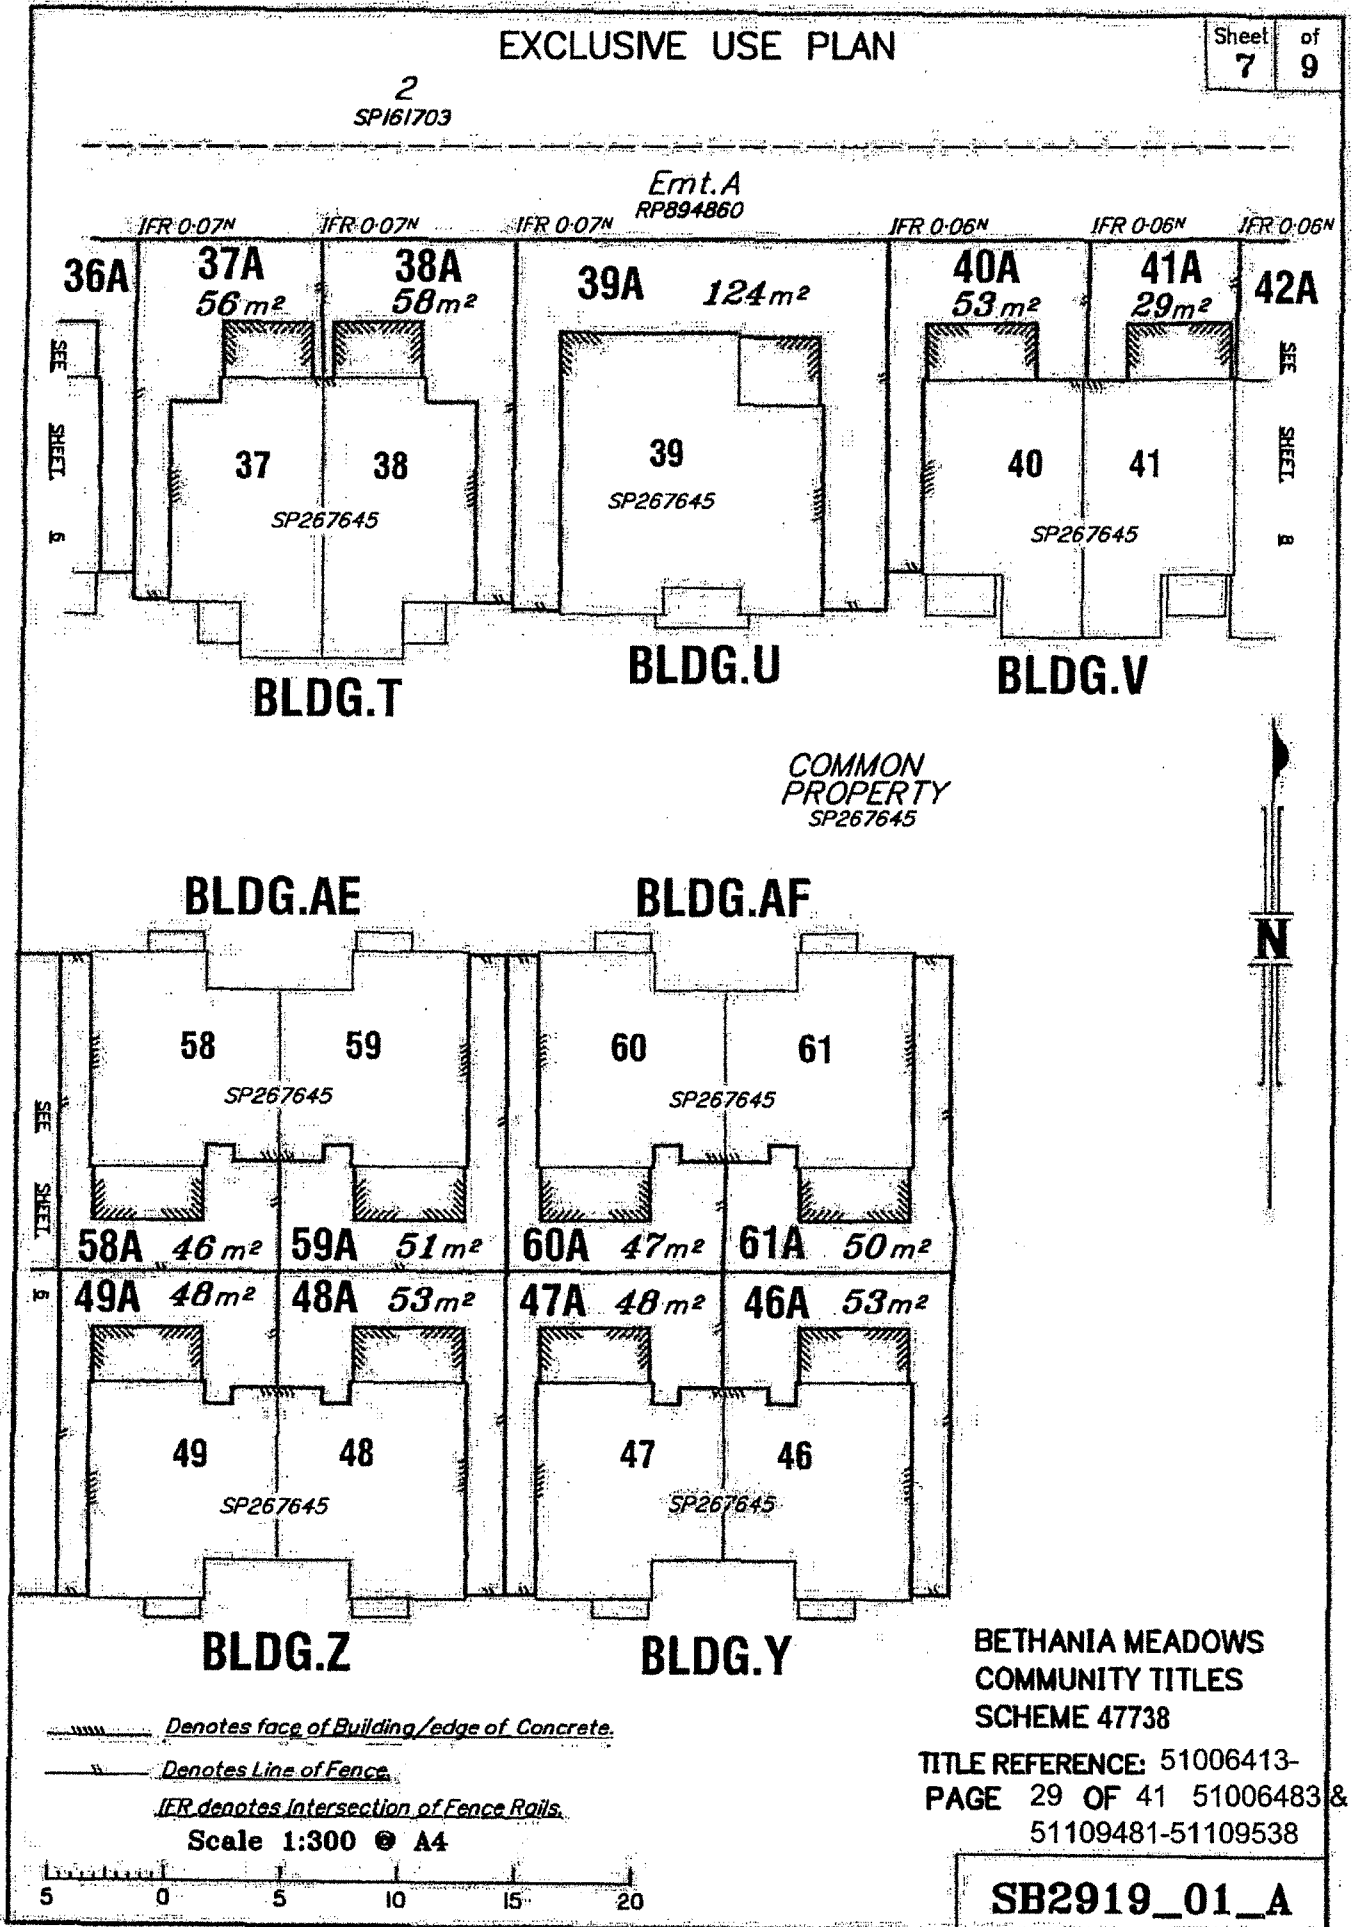 EXCLUSIVE USE PLAN
Sheet 7 of 9
2
SP161703
Emt. A
RP894860
IFR 0·07N IFR 0·07N IFR 0·07N IFR 0·06N IFR 0·06N IFR 0·06N
36A 37A 38A 39A 124m² 40A 41A 42A
56m² 58m² 53m² 29m²
SEE SHEET 6
SEE SHEET 8
37 38 39 40 41
SP267645 SP267645 SP267645
BLDG.T BLDG.U BLDG.V
COMMON
PROPERTY
SP267645
N
BLDG.AE BLDG.AF
58 59 60 61
SP267645 SP267645
SEE SHEET 6
58A 46m² 59A 51m² 60A 47m² 61A 50m²
49A 48m² 48A 53m² 47A 48m² 46A 53m²
49 48 47 46
SP267645 SP267645
BLDG.Z BLDG.Y
Denotes face of Building/edge of Concrete.
Denotes Line of Fence.
IFR denotes Intersection of Fence Rails.
Scale 1:300 @ A4
5 0 5 10 15 20
BETHANIA MEADOWS
COMMUNITY TITLES
SCHEME 47738
TITLE REFERENCE: 51006413-
PAGE 29 OF 41 51006483 &
51109481-51109538
SB2919_01_A